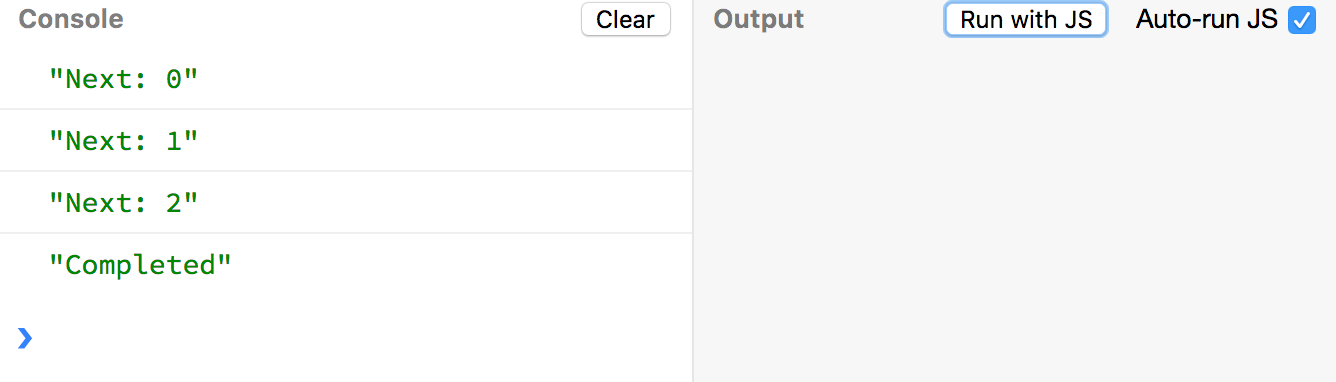 Console Clear Output Run with JS Auto-run JS
"Next: 0"
"Next: 1"
"Next: 2"
"Completed"